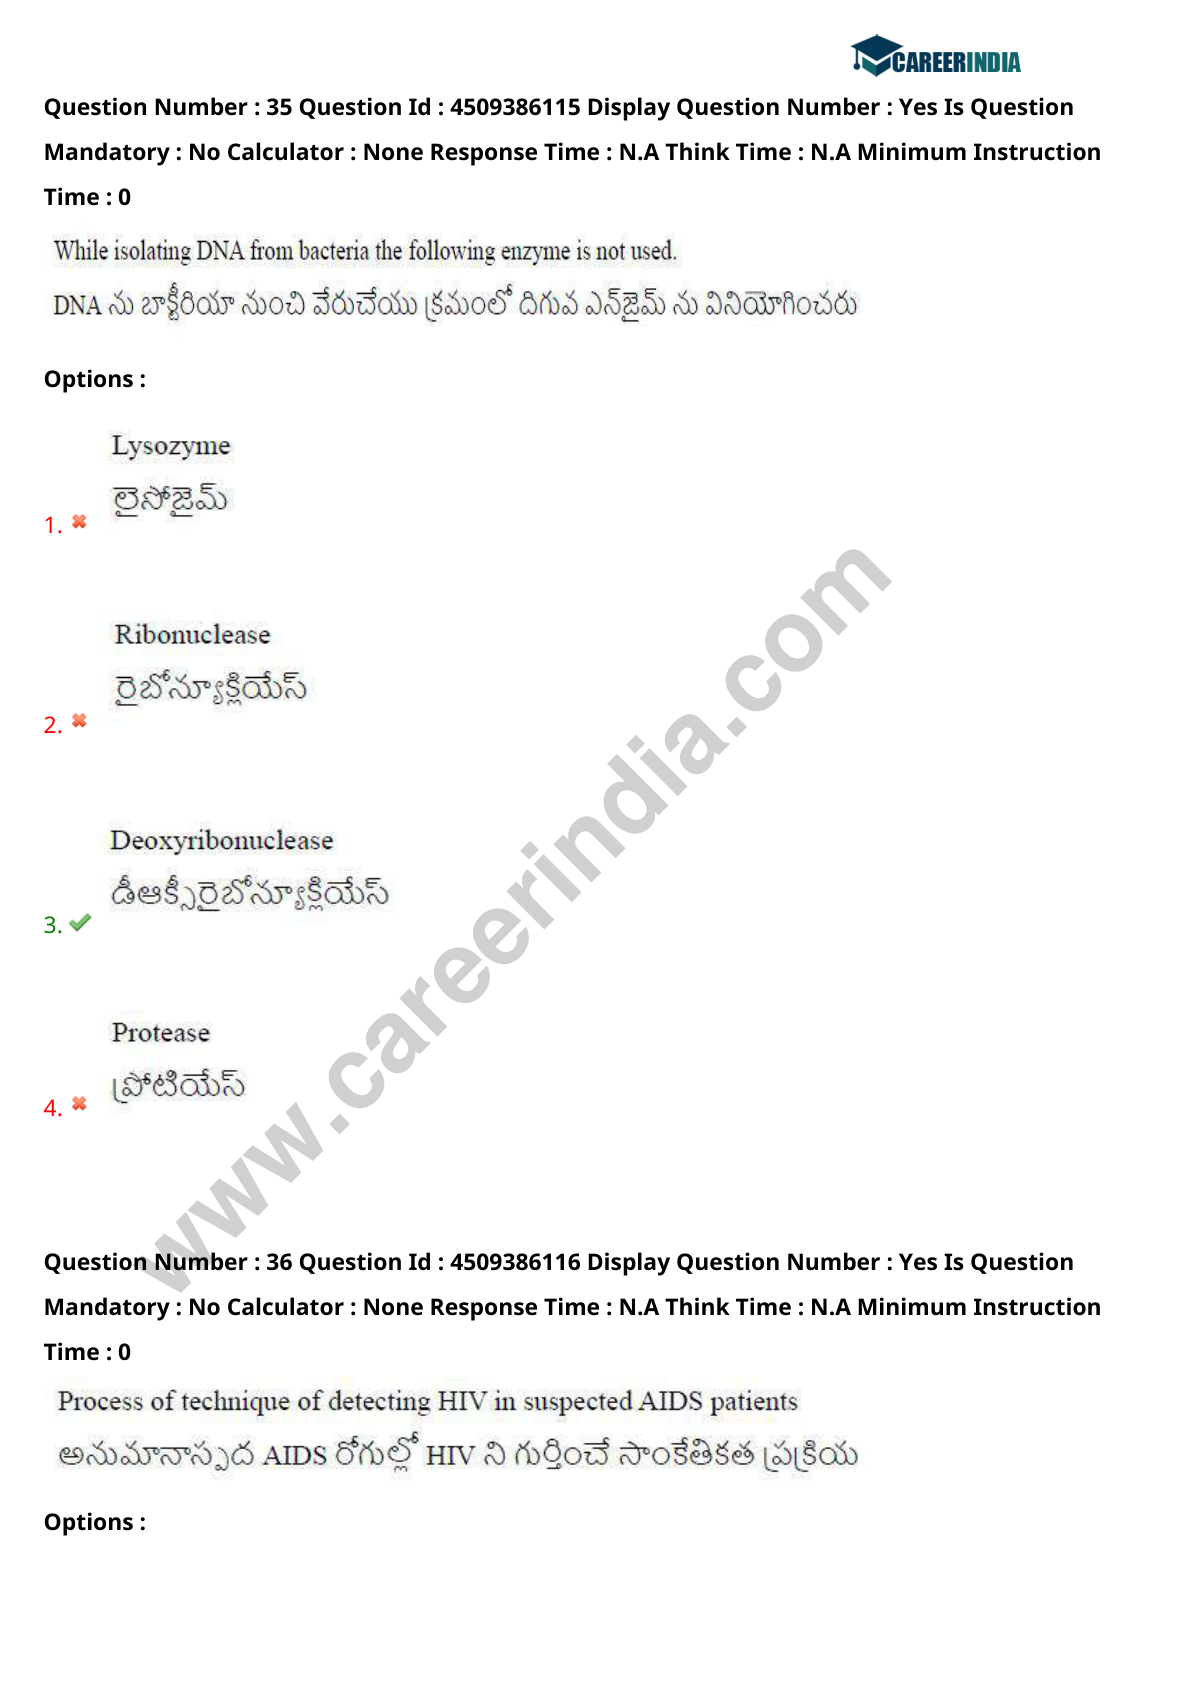 CAREERINDIA
Question Number : 35 Question Id : 4509386115 Display Question Number : Yes Is Question
Mandatory : No Calculator : None Response Time : N.A Think Time : N.A Minimum Instruction
Time : 0
While isolating DNA from bacteria the following enzyme is not used.
DNA ను బాక్టీరియా నుంచి వేరుచేయు క్రమంలో దిగువ ఎన్‌జైమ్ ను వినియోగించరు
Options :
Lysozyme
లైసోజైమ్
1.
Ribonuclease
రైబోన్యూక్లియేస్
2.
Deoxyribonuclease
డీఆక్సీరైబోన్యూక్లియేస్
3.
Protease
ప్రోటియేస్
4.
www.careerindia.com
Question Number : 36 Question Id : 4509386116 Display Question Number : Yes Is Question
Mandatory : No Calculator : None Response Time : N.A Think Time : N.A Minimum Instruction
Time : 0
Process of technique of detecting HIV in suspected AIDS patients
అనుమానాస్పద AIDS రోగుల్లో HIV ని గుర్తించే సాంకేతికత ప్రక్రియ
Options :